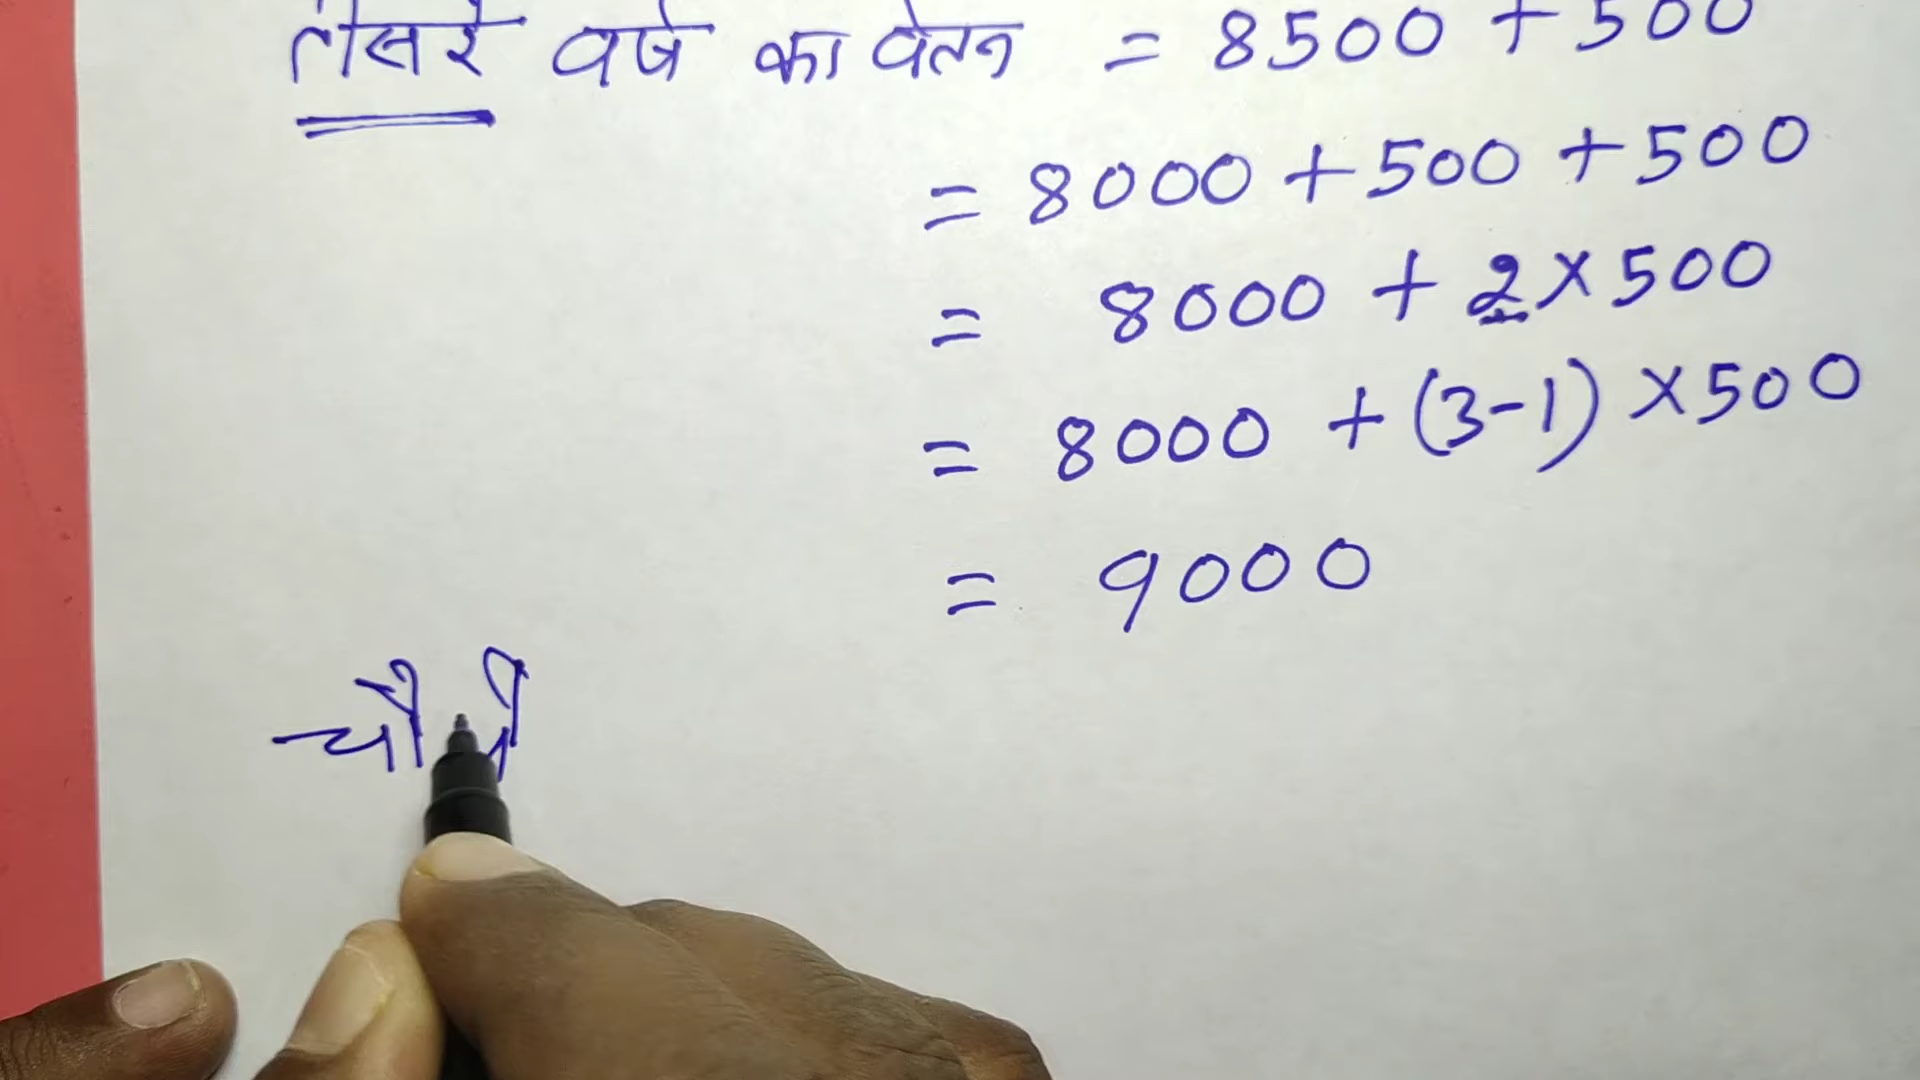 तीसरे वर्ष का वेतन = 8500 + 500
= 8000 + 500 + 500
= 8000 + 2 × 500
= 8000 + (3-1) × 500
= 9000
चौथे